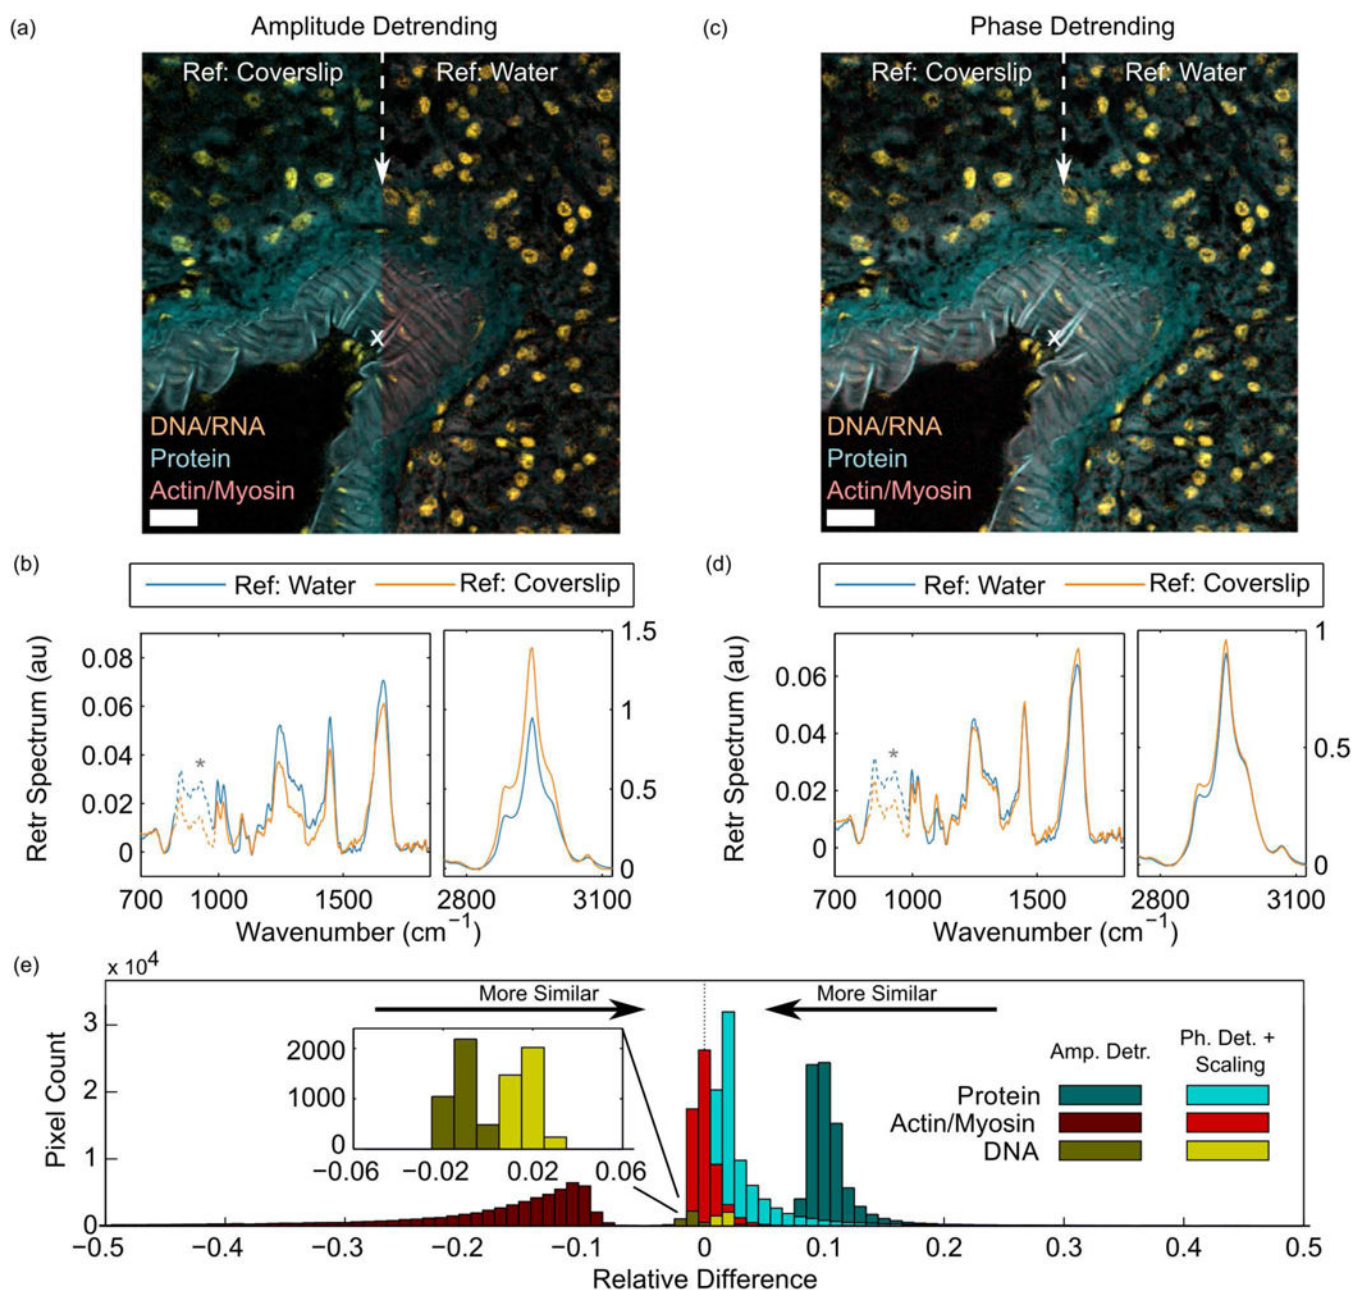 (a)
Amplitude Detrending
Ref: Coverslip
Ref: Water
x
DNA/RNA
Protein
Actin/Myosin
(c)
Phase Detrending
Ref: Coverslip
Ref: Water
x
DNA/RNA
Protein
Actin/Myosin
(b)
Ref: Water
Ref: Coverslip
Retr Spectrum (au)
0.08
0.06
0.04
0.02
0
*
1.5
1
0.5
0
700
1000
1500
2800
3100
Wavenumber (cm−1)
(d)
Ref: Water
Ref: Coverslip
Retr Spectrum (au)
0.06
0.04
0.02
0
*
1
0.5
0
700
1000
1500
2800
3100
Wavenumber (cm−1)
(e)
x 10⁴
Pixel Count
3
2
1
0
More Similar
More Similar
2000
1000
0
−0.06
−0.02
0.02
0.06
Amp. Detr.
Ph. Det. +
Scaling
Protein
Actin/Myosin
DNA
−0.5
−0.4
−0.3
−0.2
−0.1
0
0.1
0.2
0.3
0.4
0.5
Relative Difference